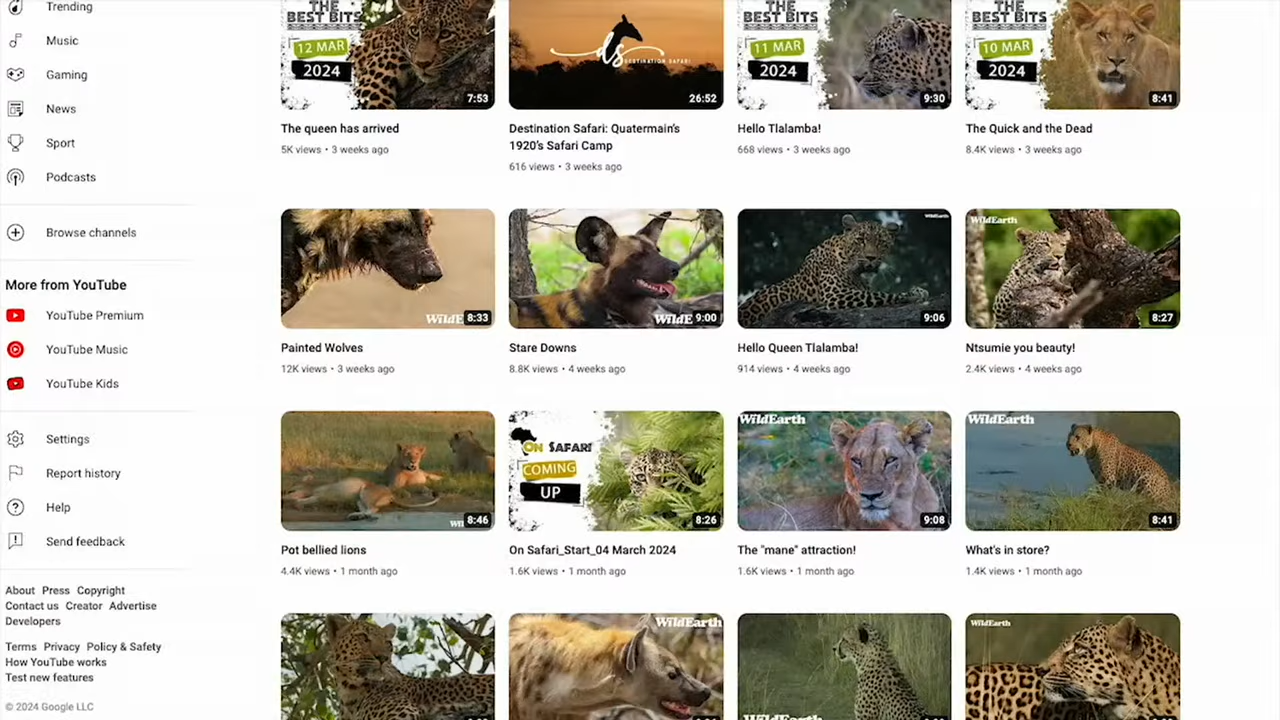 Trending
Music
Gaming
News
Sport
Podcasts
Browse channels
More from YouTube
YouTube Premium
YouTube Music
YouTube Kids
Settings
Report history
Help
Send feedback
About Press Copyright
Contact us Creator Advertise
Developers
Terms Privacy Policy & Safety
How YouTube works
Test new features
© 2024 Google LLC
THE
BEST BITS
12 MAR
2024
7:53
The queen has arrived
5K views • 3 weeks ago
ds
DESTINATION SAFARI
26:52
Destination Safari: Quatermain's
1920's Safari Camp
616 views • 3 weeks ago
THE
BEST BITS
11 MAR
2024
9:30
Hello Tlalamba!
668 views • 3 weeks ago
THE
BEST BITS
10 MAR
2024
8:41
The Quick and the Dead
8.4K views • 3 weeks ago
WildE
8:33
Painted Wolves
12K views • 3 weeks ago
WildE
9:00
Stare Downs
8.8K views • 4 weeks ago
WildEarth
9:06
Hello Queen Tlalamba!
914 views • 4 weeks ago
WildEarth
8:27
Ntsumie you beauty!
2.4K views • 4 weeks ago
8:46
Pot bellied lions
4.4K views • 1 month ago
ON SAFARI
COMING
UP
8:26
On Safari_Start_04 March 2024
1.6K views • 1 month ago
WildEarth
9:08
The "mane" attraction!
1.6K views • 1 month ago
WildEarth
8:41
What's in store?
1.4K views • 1 month ago
WildEarth
WildEarth
WildEarth